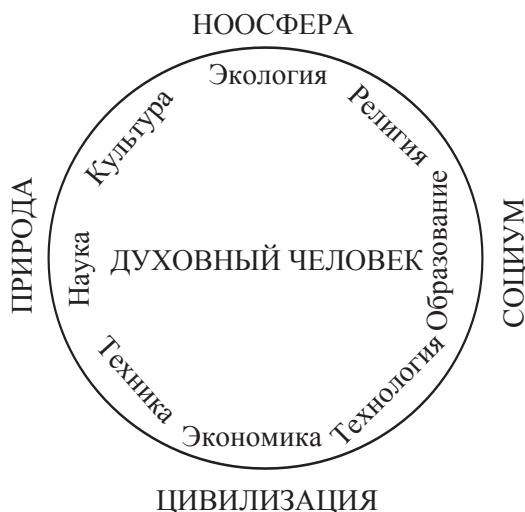 НООСФЕРА
Экология
Культура
Религия
ПРИРОДА
Наука
ДУХОВНЫЙ ЧЕЛОВЕК
Образование
СОЦИУМ
Техника
Экономика
Технология
ЦИВИЛИЗАЦИЯ